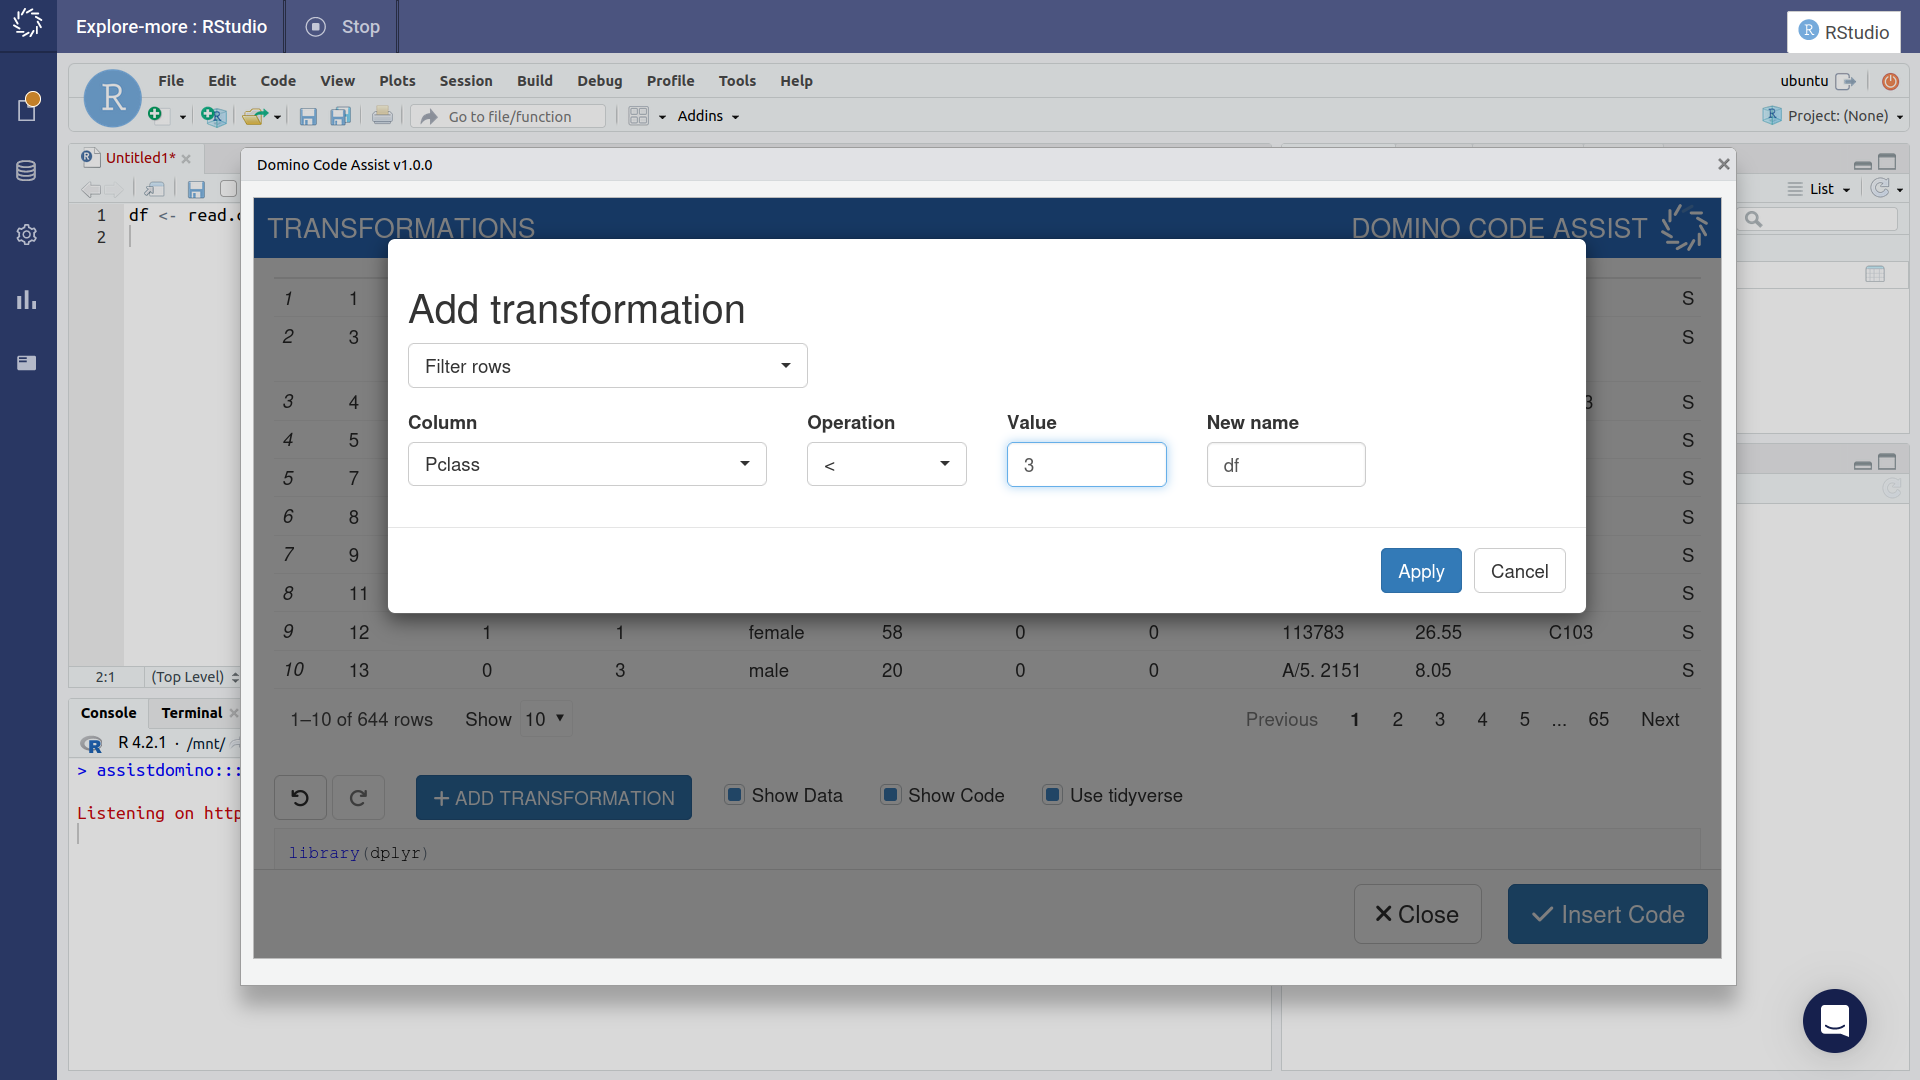 Explore-more : RStudio
Stop
RStudio
File Edit Code View Plots Session Build Debug Profile Tools Help
ubuntu
Go to file/function
Addins
Project: (None)
Untitled1*
List
1 df <- read.
2
2:1 (Top Level)
Console Terminal
R 4.2.1 · /mnt/
> assistdomino:::
Listening on http
Domino Code Assist v1.0.0
TRANSFORMATIONS
DOMINO CODE ASSIST
Add transformation
Filter rows
Column Operation Value New name
Pclass < 3 df
Apply Cancel
1 1 S
2 3 S
3 4 3 S
4 5 S
5 7 S
6 8 S
7 9 S
8 11 S
9 12 1 1 female 58 0 0 113783 26.55 C103 S
10 13 0 3 male 20 0 0 A/5. 2151 8.05 S
1–10 of 644 rows Show 10 Previous 1 2 3 4 5 ... 65 Next
+ ADD TRANSFORMATION Show Data Show Code Use tidyverse
library(dplyr)
Close Insert Code